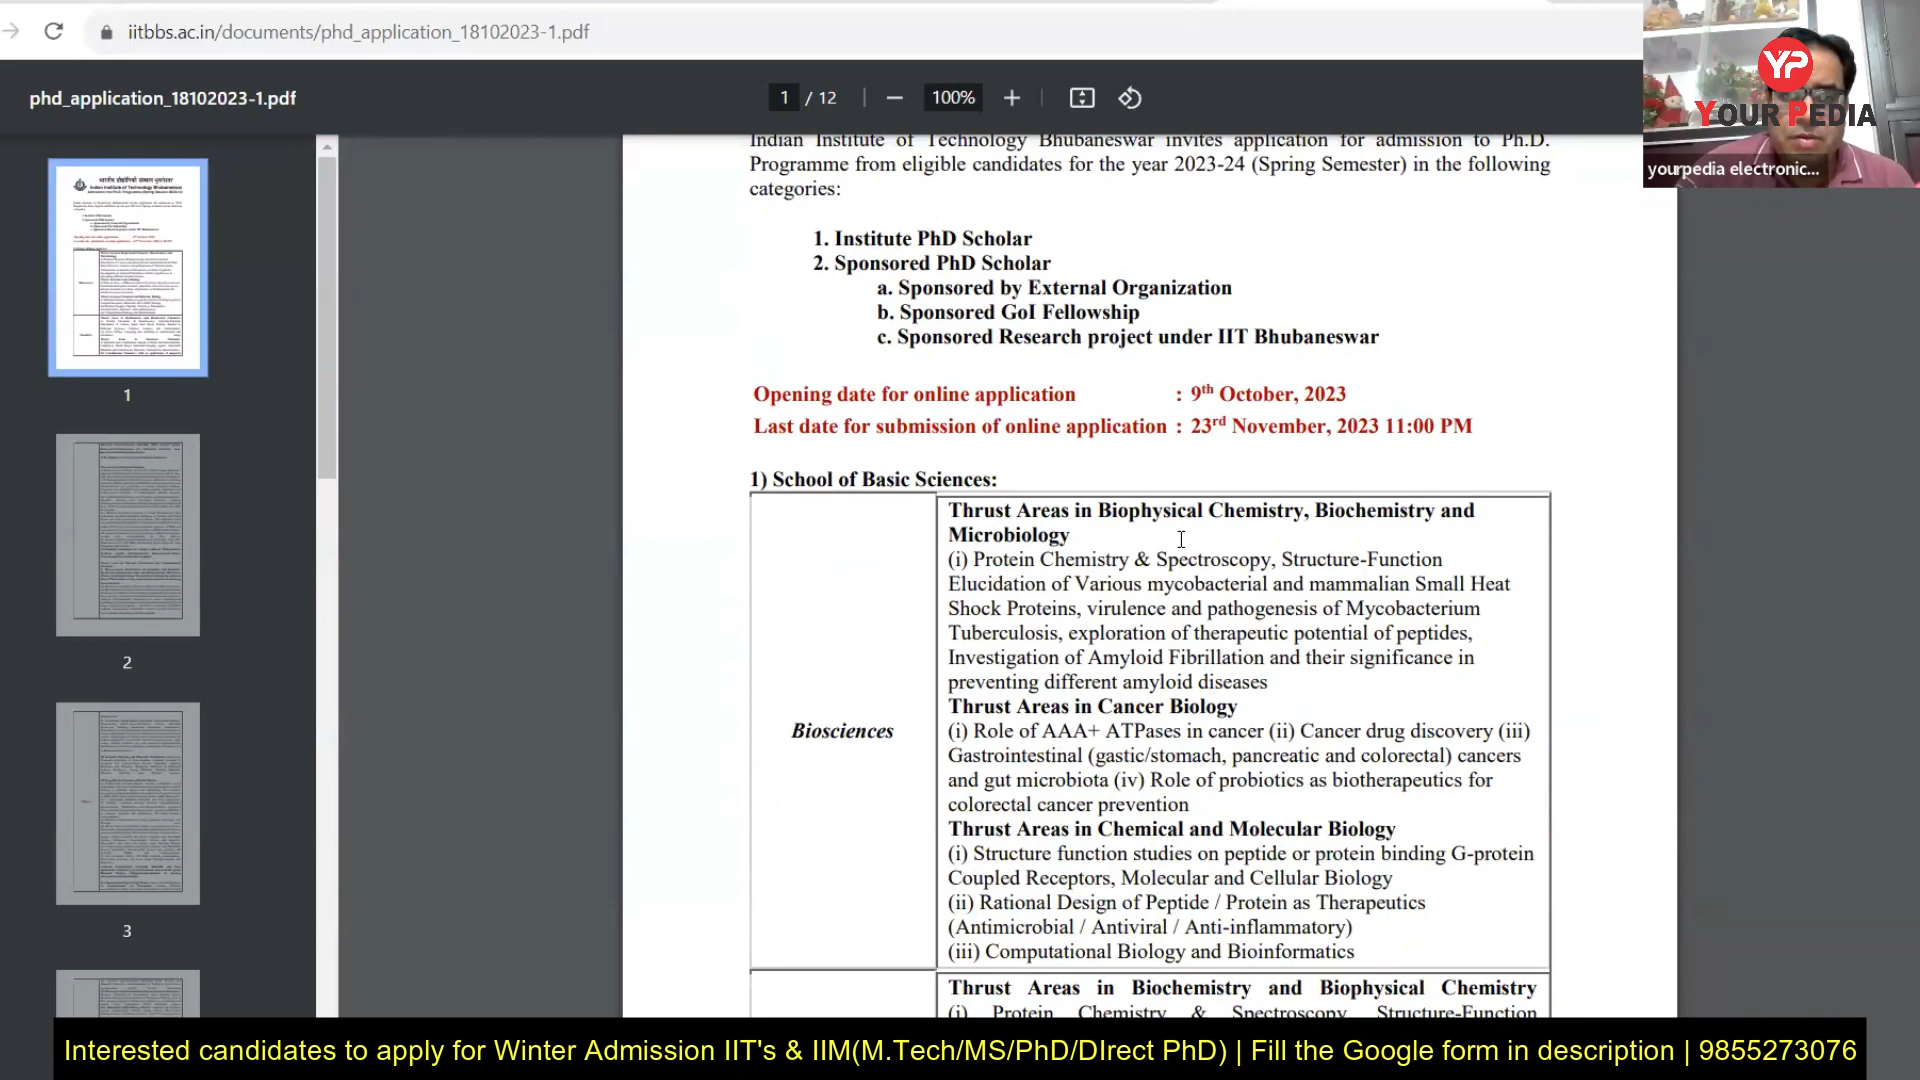 iitbbs.ac.in/documents/phd_application_18102023-1.pdf
phd_application_18102023-1.pdf
1 / 12
100%
YP
YOUR PEDIA
yourpedia electronic...
Indian Institute of Technology Bhubaneswar invites application for admission to Ph.D.
Programme from eligible candidates for the year 2023-24 (Spring Semester) in the following
categories:
1. Institute PhD Scholar
2. Sponsored PhD Scholar
a. Sponsored by External Organization
b. Sponsored GoI Fellowship
c. Sponsored Research project under IIT Bhubaneswar
Opening date for online application : 9th October, 2023
Last date for submission of online application : 23rd November, 2023 11:00 PM
1) School of Basic Sciences:
Biosciences
Thrust Areas in Biophysical Chemistry, Biochemistry and
Microbiology
(i) Protein Chemistry & Spectroscopy, Structure-Function
Elucidation of Various mycobacterial and mammalian Small Heat
Shock Proteins, virulence and pathogenesis of Mycobacterium
Tuberculosis, exploration of therapeutic potential of peptides,
Investigation of Amyloid Fibrillation and their significance in
preventing different amyloid diseases
Thrust Areas in Cancer Biology
(i) Role of AAA+ ATPases in cancer (ii) Cancer drug discovery (iii)
Gastrointestinal (gastic/stomach, pancreatic and colorectal) cancers
and gut microbiota (iv) Role of probiotics as biotherapeutics for
colorectal cancer prevention
Thrust Areas in Chemical and Molecular Biology
(i) Structure function studies on peptide or protein binding G-protein
Coupled Receptors, Molecular and Cellular Biology
(ii) Rational Design of Peptide / Protein as Therapeutics
(Antimicrobial / Antiviral / Anti-inflammatory)
(iii) Computational Biology and Bioinformatics
Thrust Areas in Biochemistry and Biophysical Chemistry
(i) Protein Chemistry & Spectroscopy, Structure-Function
1
2
3
Interested candidates to apply for Winter Admission IIT's & IIM(M.Tech/MS/PhD/DIrect PhD) | Fill the Google form in description | 9855273076